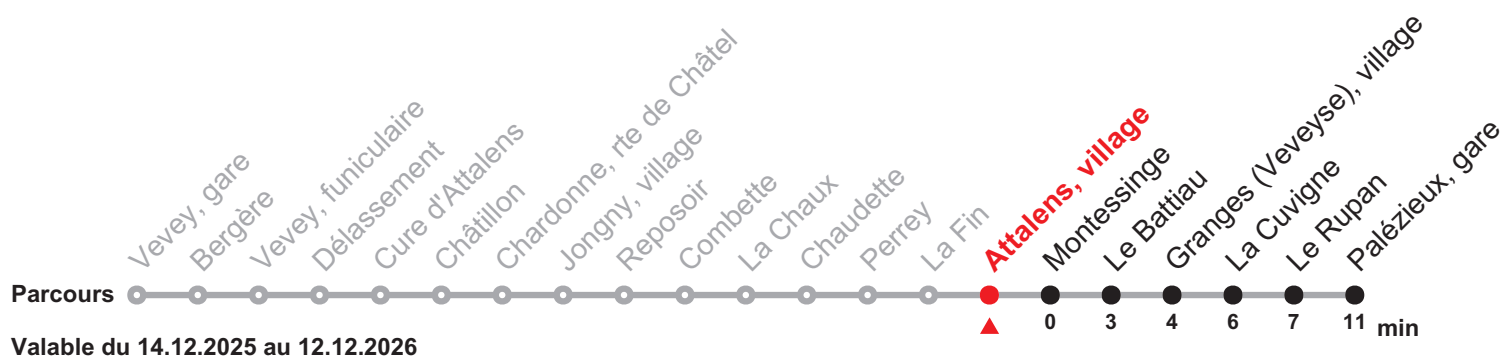 Vevey, gare
Bergère
Vevey, funiculaire
Délassement
Cure d'Attalens
Châtillon
Chardonne, rte de Châtel
Jongny, village
Reposoir
Combette
La Chaux
Chaudette
Perrey
La Fin
Attalens, village
Montessinge
Le Battiau
Granges (Veveyse), village
La Cuvigne
Le Rupan
Palézieux, gare
Parcours
0 3 4 6 7 11 min
Valable du 14.12.2025 au 12.12.2026